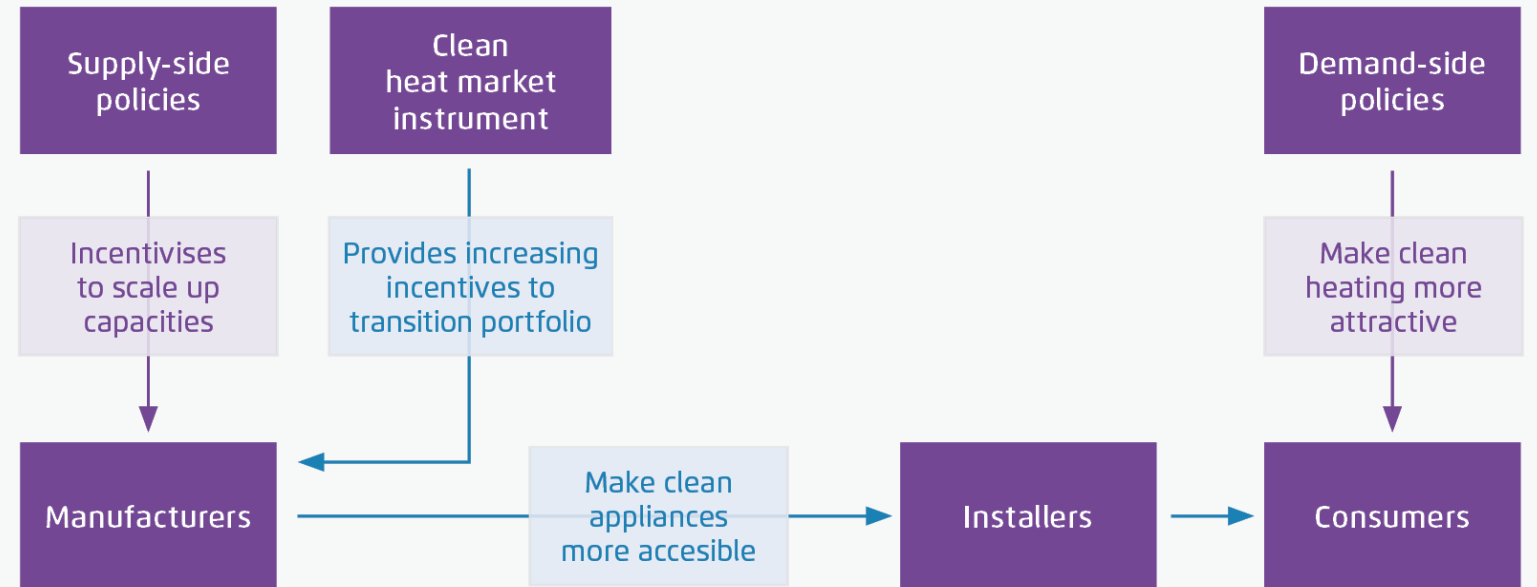 Supply-side
policies
Clean
heat market
instrument
Demand-side
policies
Incentivises
to scale up
capacities
Provides increasing
incentives to
transition portfolio
Make clean
heating more
attractive
Manufacturers
Make clean
appliances
more accesible
Installers
Consumers